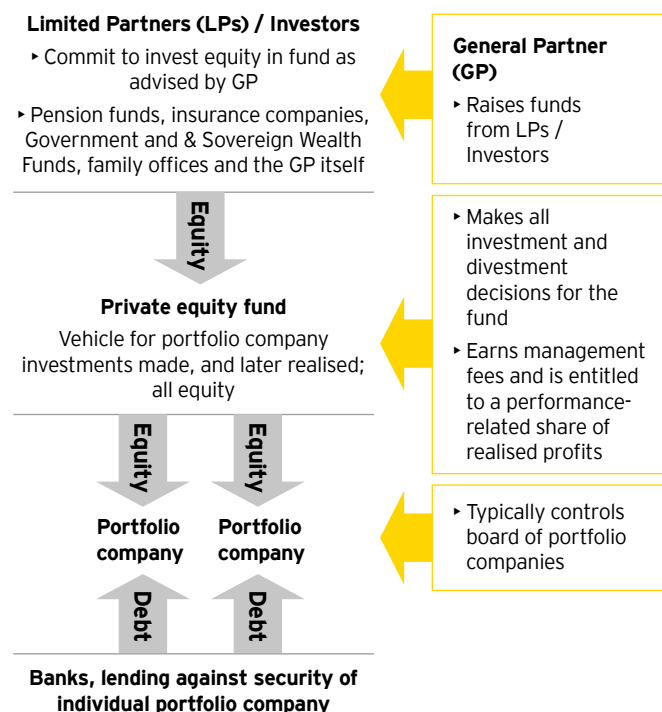 Limited Partners (LPs) / Investors
‣ Commit to invest equity in fund as
advised by GP
‣ Pension funds, insurance companies,
Government and & Sovereign Wealth
Funds, family offices and the GP itself
General Partner
(GP)
‣ Raises funds
from LPs /
Investors
Equity
Private equity fund
Vehicle for portfolio company
investments made, and later realised;
all equity
‣ Makes all
investment and
divestment
decisions for the
fund
‣ Earns management
fees and is entitled
to a performance-
related share of
realised profits
Equity
Equity
Portfolio
company
Portfolio
company
‣ Typically controls
board of portfolio
companies
Debt
Debt
Banks, lending against security of
individual portfolio company